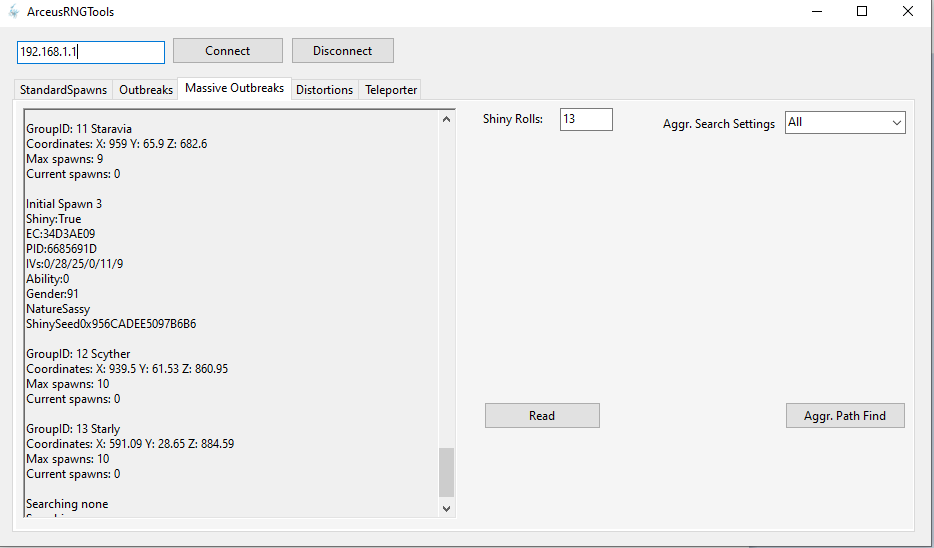 ArceusRNGTools
192.168.1.1
Connect
Disconnect
StandardSpawns
Outbreaks
Massive Outbreaks
Distortions
Teleporter
GroupID: 11 Staravia
Coordinates: X: 959 Y: 65.9 Z: 682.6
Max spawns: 9
Current spawns: 0
Initial Spawn 3
Shiny:True
EC:34D3AE09
PID:6685691D
IVs:0/28/25/0/11/9
Ability:0
Gender:91
NatureSassy
ShinySeed0x956CADEE5097B6B6
GroupID: 12 Scyther
Coordinates: X: 939.5 Y: 61.53 Z: 860.95
Max spawns: 10
Current spawns: 0
GroupID: 13 Starly
Coordinates: X: 591.09 Y: 28.65 Z: 884.59
Max spawns: 10
Current spawns: 0
Searching none
Shiny Rolls:
13
Aggr. Search Settings
All
Read
Aggr. Path Find